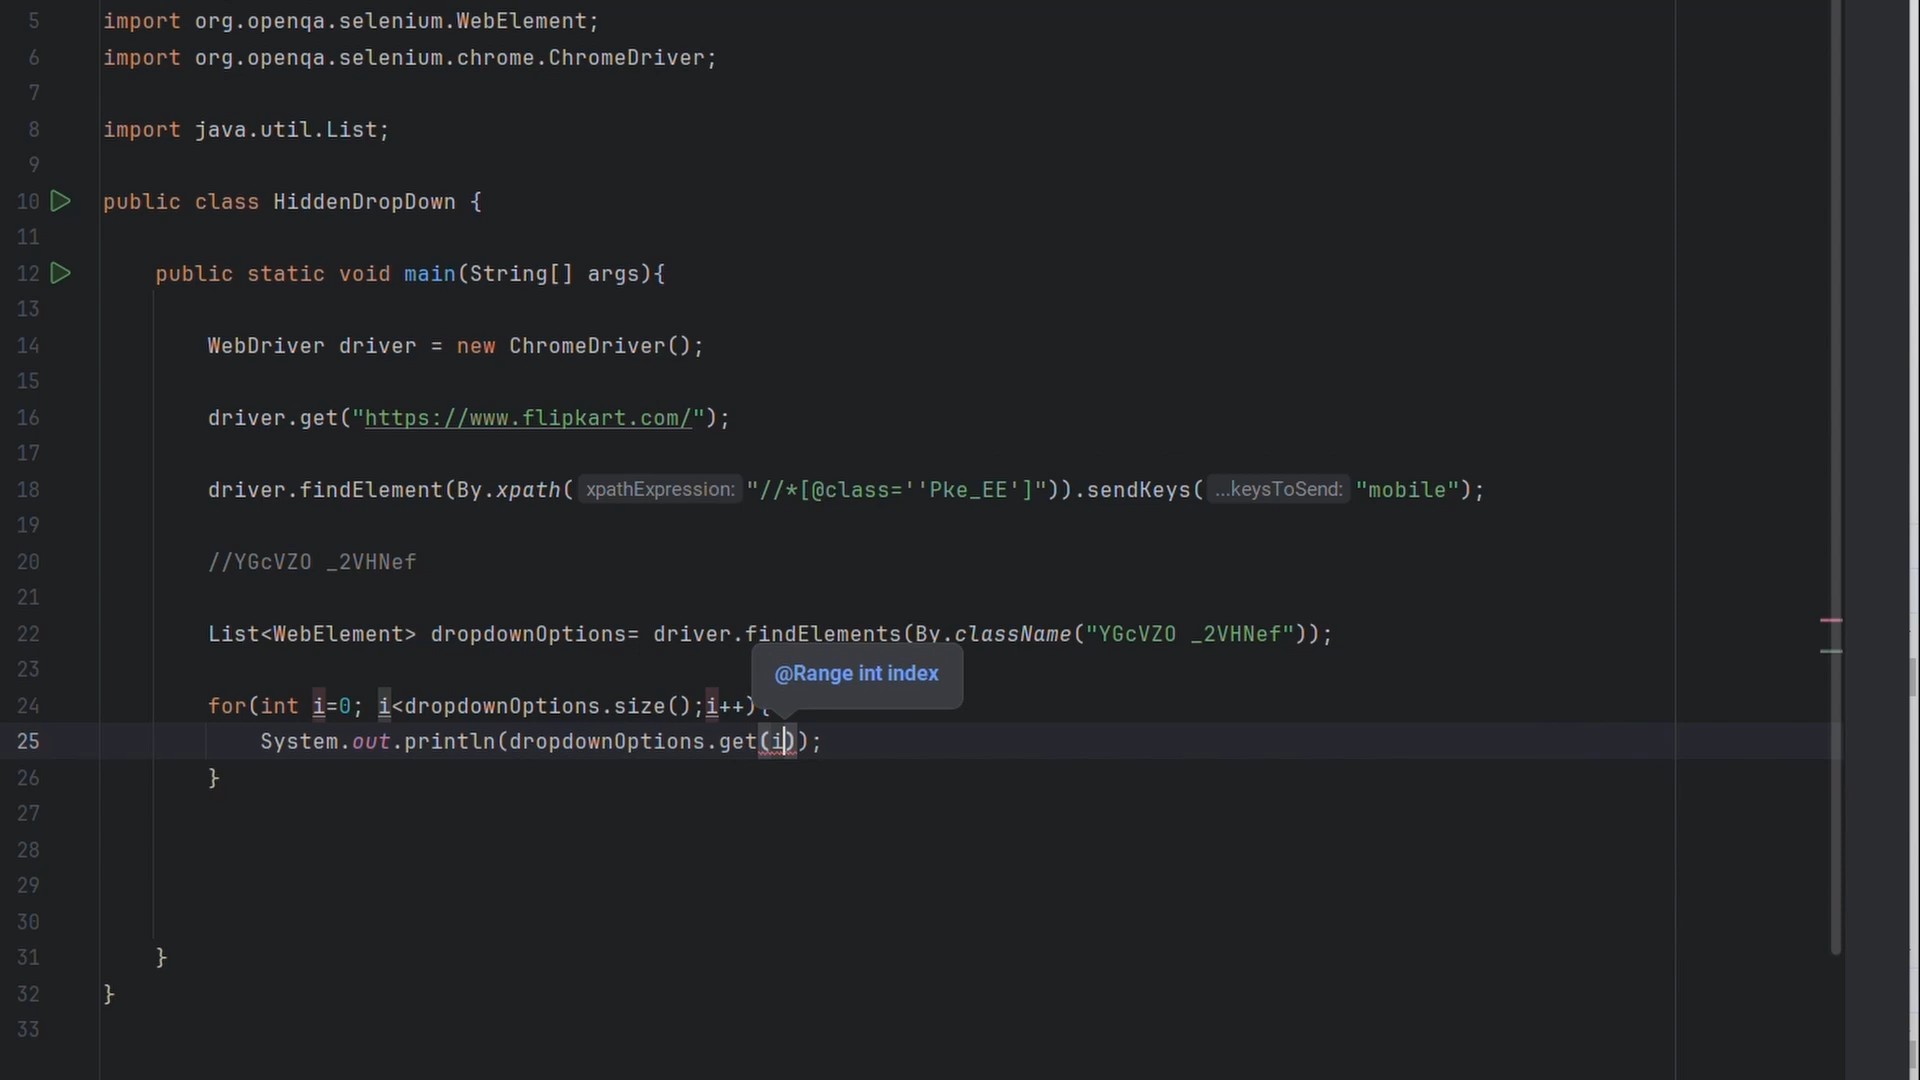 5 import org.openqa.selenium.WebElement;
6 import org.openqa.selenium.chrome.ChromeDriver;
7
8 import java.util.List;
9
10 public class HiddenDropDown {
11
12 public static void main(String[] args){
13
14 WebDriver driver = new ChromeDriver();
15
16 driver.get("https://www.flipkart.com/");
17
18 driver.findElement(By.xpath( xpathExpression: "//*[@class=''Pke_EE']")).sendKeys( ...keysToSend: "mobile");
19
20 //YGcVZO _2VHNef
21
22 List<WebElement> dropdownOptions= driver.findElements(By.className("YGcVZO _2VHNef"));
23
@Range int index
24 for(int i=0; i<dropdownOptions.size();i++){
25 System.out.println(dropdownOptions.get(i));
26 }
27
28
29
30
31 }
32 }
33